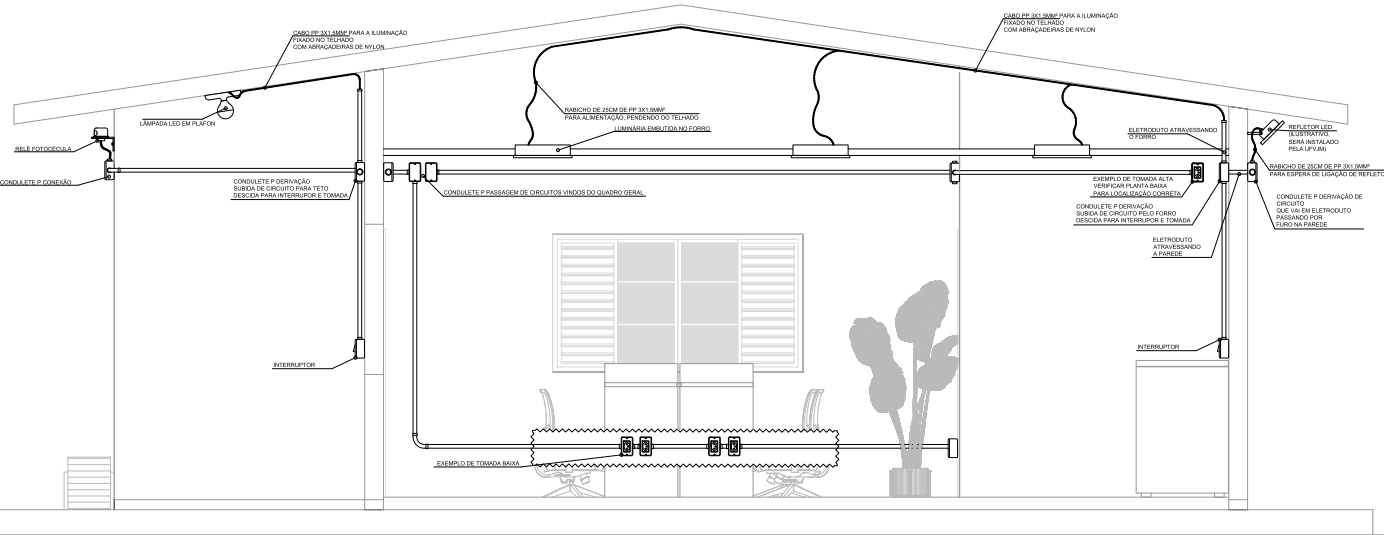 CABO PP 3X1,5MM² PARA A ILUMINAÇÃO
FIXADO NO TELHADO
COM ABRAÇADEIRAS DE NYLON
CABO PP 3X1,5MM² PARA A ILUMINAÇÃO
FIXADO NO TELHADO
COM ABRAÇADEIRAS DE NYLON
LÂMPADA LED EM PLAFON
RABICHO DE 25CM DE PP 3X1,5MM²
PARA ALIMENTAÇÃO, PENDENDO DO TELHADO
LUMINÁRIA EMBUTIDA NO FORRO
ELETRODUTO ATRAVESSANDO
O FORRO
REFLETOR LED
(ILUSTRATIVO,
SERÁ INSTALADO
PELA UFVJM)
RELÉ FOTOCÉCULA
RABICHO DE 25CM DE PP 3X1,5MM²
PARA ESPERA DE LIGAÇÃO DE REFLETO
CONDULETE P CONEXÃO
CONDULETE P DERIVAÇÃO
SUBIDA DE CIRCUITO PARA TETO
DESCIDA PARA INTERRUPOR E TOMADA
CONDULETE P PASSAGEM DE CIRCUITOS VINDOS DO QUADRO GERAL
EXEMPLO DE TOMADA ALTA
VERIFICAR PLANTA BAIXA
PARA LOCALIZAÇÃO CORRETA
CONDULETE P DERIVAÇÃO
SUBIDA DE CIRCUITO PELO FORRO
DESCIDA PARA INTERRUPOR E TOMADA
CONDULETE P DERIVAÇÃO DE
CIRCUITO
QUE VAI EM ELETRODUTO
PASSANDO POR
FURO NA PAREDE
ELETRODUTO
ATRAVESSANDO
A PAREDE
INTERRUPTOR
INTERRUPTOR
EXEMPLO DE TOMADA BAIXA